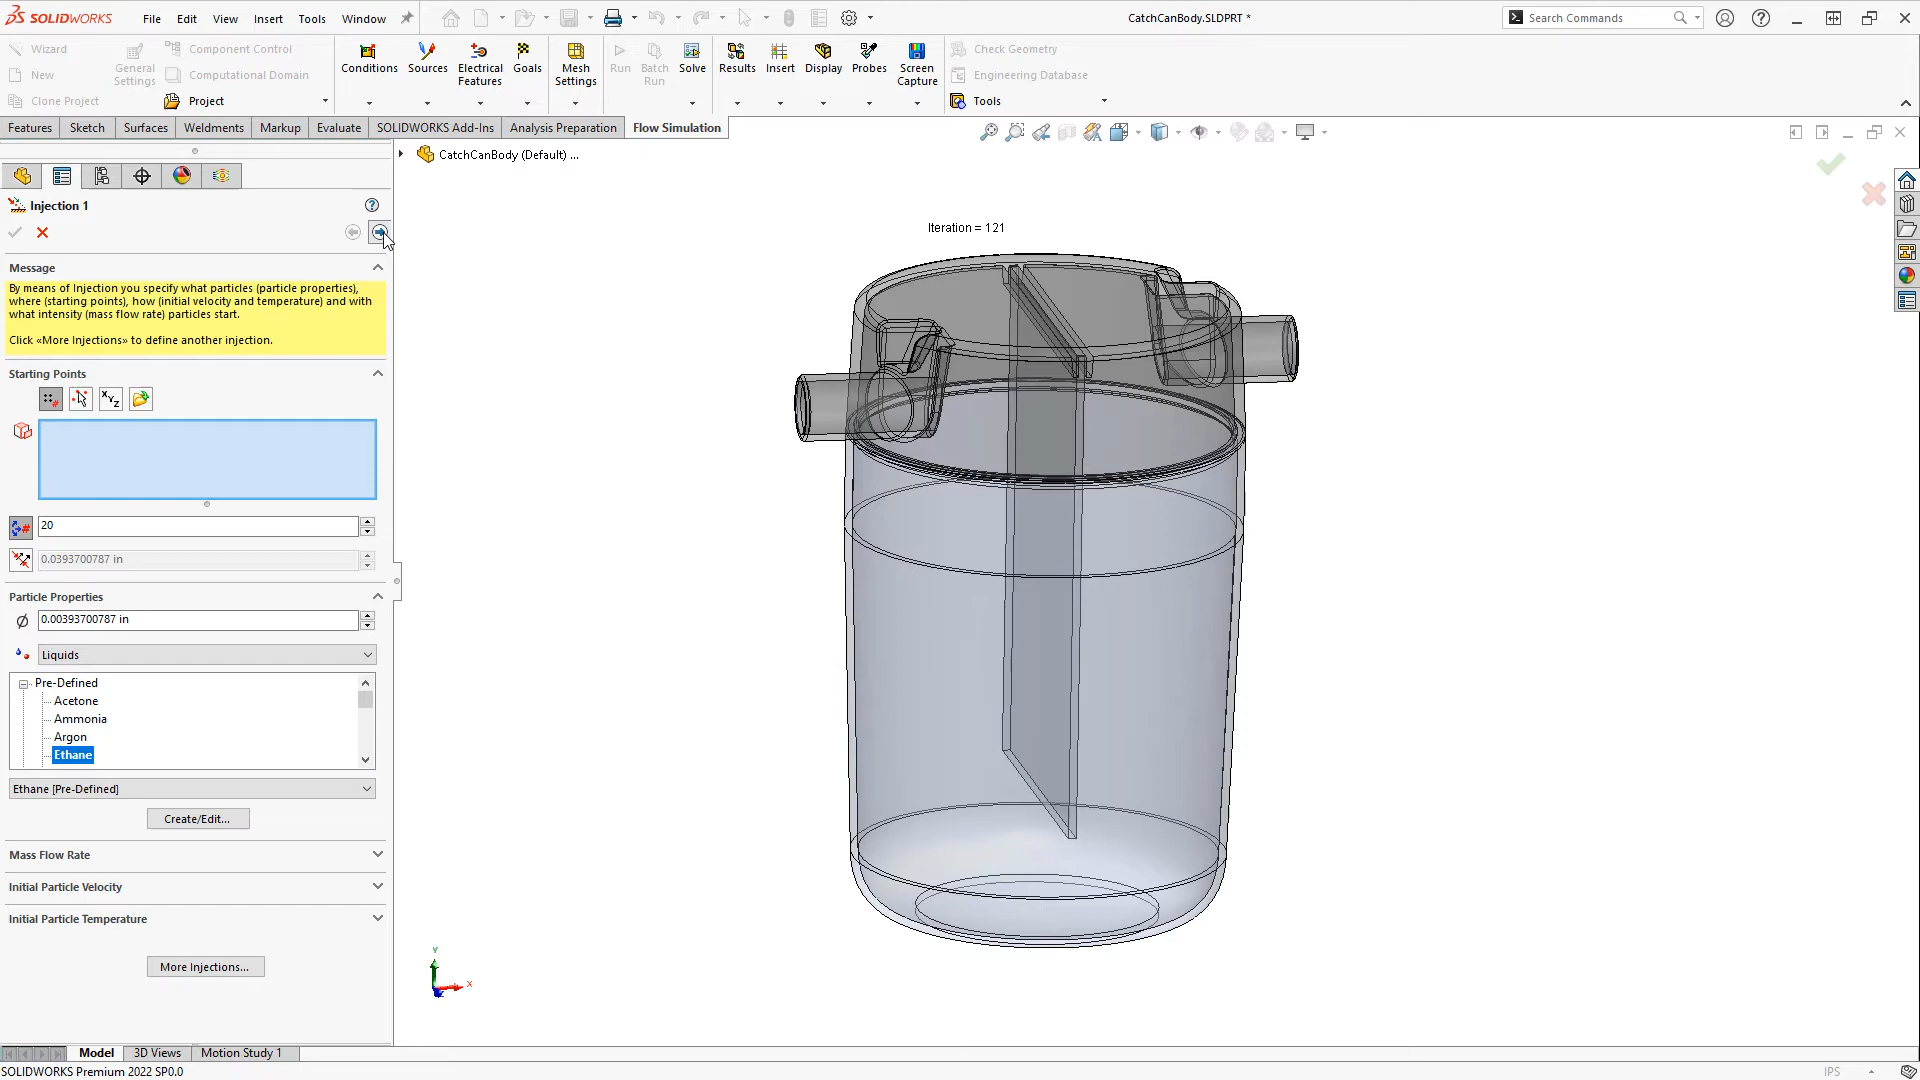 SOLIDWORKS File Edit View Insert Tools Window CatchCanBody.SLDPRT * Search Commands
Wizard
New
Clone Project
General Settings
Component Control
Computational Domain
Project
Conditions
Sources
Electrical Features
Goals
Mesh Settings
Run
Batch Run
Solve
Results
Insert
Display
Probes
Screen Capture
Check Geometry
Engineering Database
Tools
Features Sketch Surfaces Weldments Markup Evaluate SOLIDWORKS Add-Ins Analysis Preparation Flow Simulation
CatchCanBody (Default) ...
Injection 1
Iteration = 121
Message
By means of Injection you specify what particles (particle properties),
where (starting points), how (initial velocity and temperature) and with
what intensity (mass flow rate) particles start.
Click «More Injections» to define another injection.
Starting Points
XYZ
20
0.0393700787 in
Particle Properties
0.00393700787 in
Liquids
Pre-Defined
Acetone
Ammonia
Argon
Ethane
Ethane [Pre-Defined]
Create/Edit...
Mass Flow Rate
Initial Particle Velocity
Initial Particle Temperature
More Injections...
Y
X
Model 3D Views Motion Study 1
SOLIDWORKS Premium 2022 SP0.0 IPS